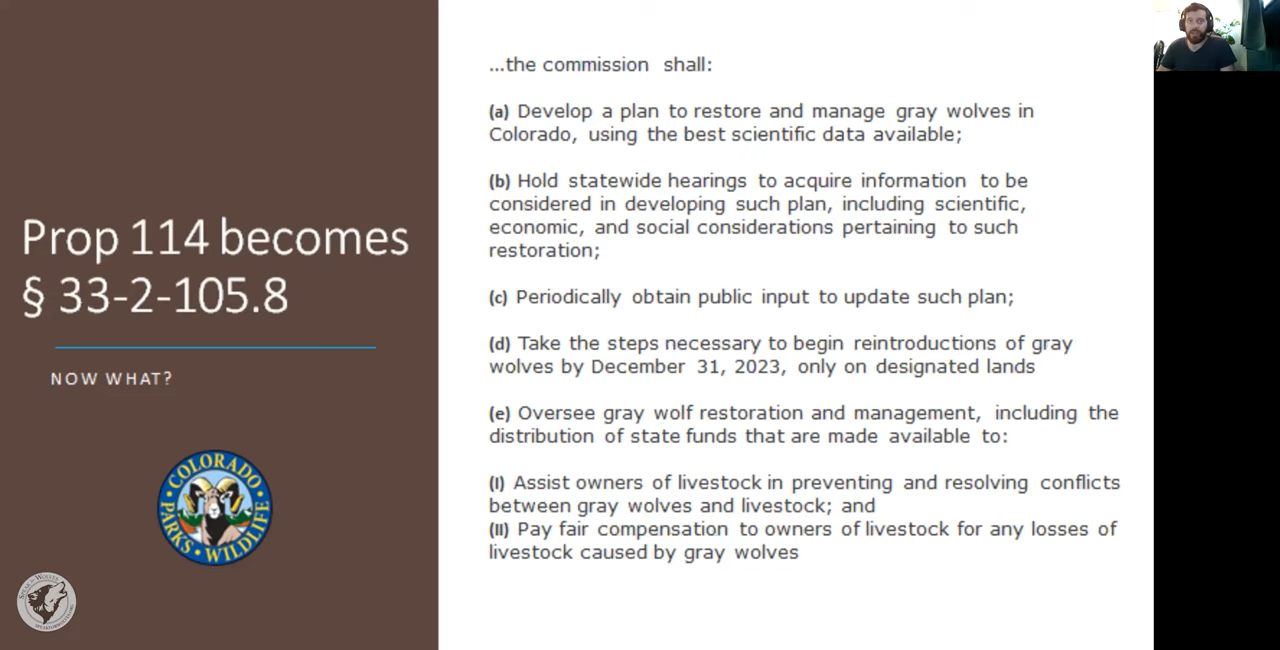 Prop 114 becomes
§ 33-2-105.8
NOW WHAT?
COLORADO
PARKS • WILDLIFE
SPEAK for WOLVES
...the commission shall:
(a) Develop a plan to restore and manage gray wolves in
Colorado, using the best scientific data available;
(b) Hold statewide hearings to acquire information to be
considered in developing such plan, including scientific,
economic, and social considerations pertaining to such
restoration;
(c) Periodically obtain public input to update such plan;
(d) Take the steps necessary to begin reintroductions of gray
wolves by December 31, 2023, only on designated lands
(e) Oversee gray wolf restoration and management, including the
distribution of state funds that are made available to:
(I) Assist owners of livestock in preventing and resolving conflicts
between gray wolves and livestock; and
(II) Pay fair compensation to owners of livestock for any losses of
livestock caused by gray wolves